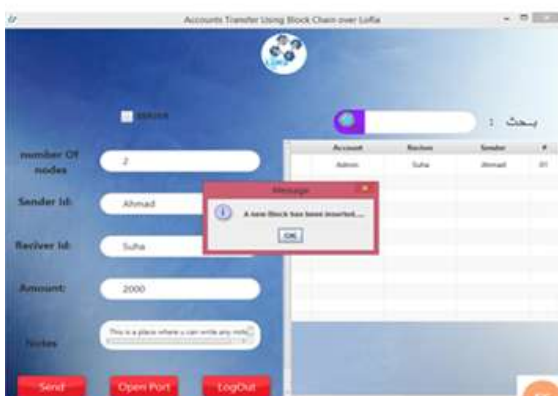 Accounts Transfer Using Block Chain over LoRa
LoRa
بحث :
number Of
nodes
2
Sender Id:
Ahmad
Reciver Id:
Suha
Amount:
2000
Notes
This is a place where u can write any note
Send
Open Port
LogOut
Account Reciver Sender #
Admin Suha Ahmad 01
Message
A new Block has been inserted....
OK